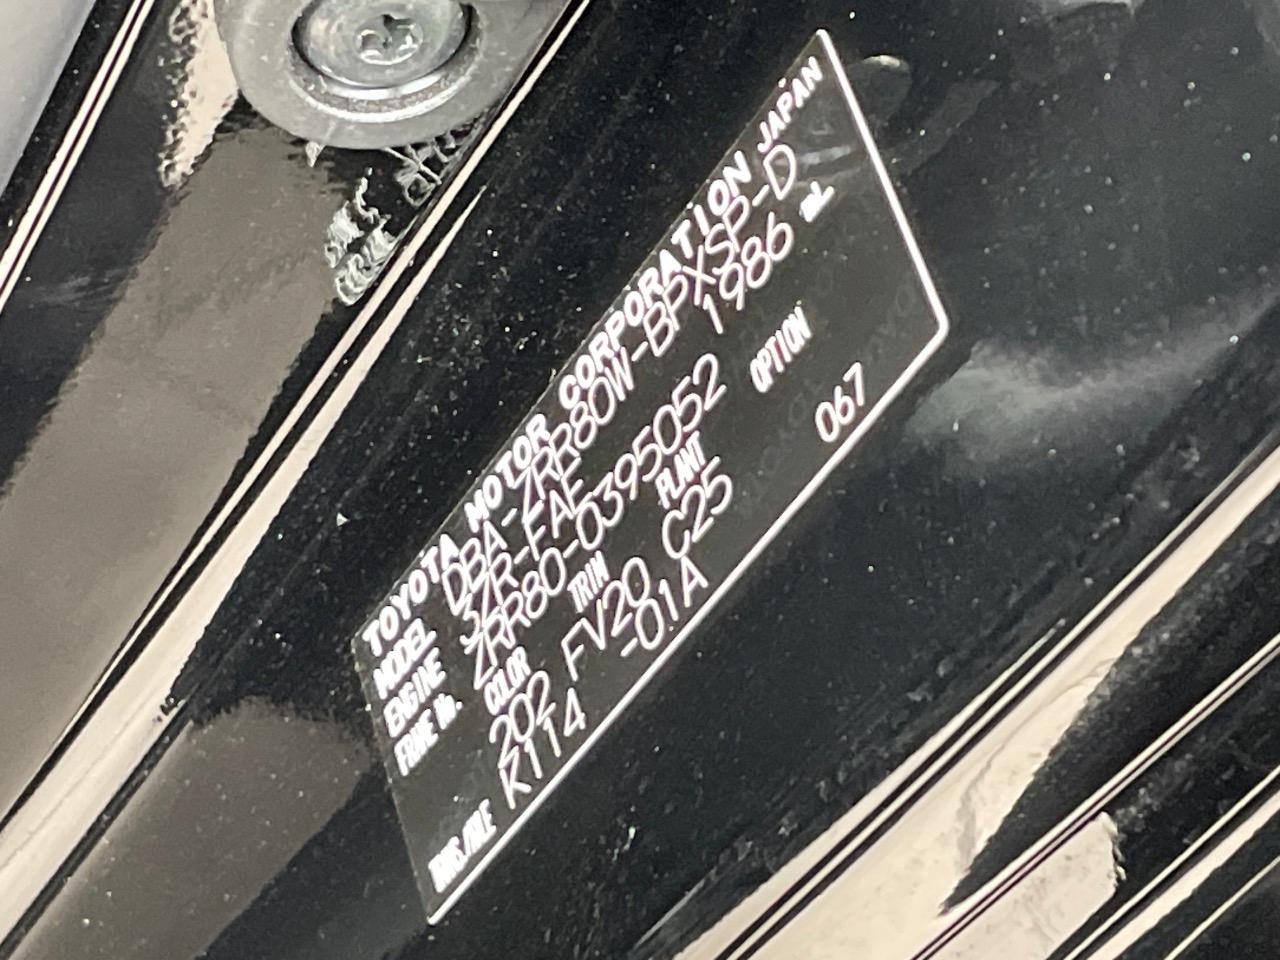 TOYOTA MOTOR CORPORATION JAPAN
MODEL DBA-ZRR80W-BPXSP-D
ENGINE 3ZR-FAE 1986 mL
FRAME No. ZRR80-0395052
COLOR TRIM PLANT OPTION
202 FV20 C25 067
TRNS/AXLE K114 -01A